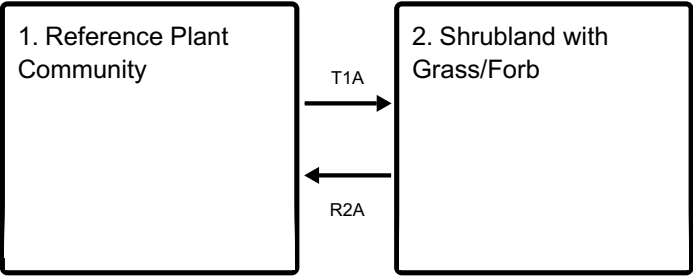 1. Reference Plant
Community
T1A
R2A
2. Shrubland with
Grass/Forb